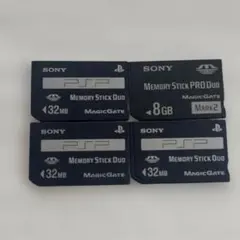 SONY
MEMORY STICK DUO
PSP
32MB
MAGICGATE
SONY
MEMORY STICK PRO DUO
MAGICGATE
8GB
MARK2
SONY
MEMORY STICK DUO
PSP
32MB
MAGICGATE
SONY
MEMORY STICK DUO
PSP
32MB
MAGICGATE